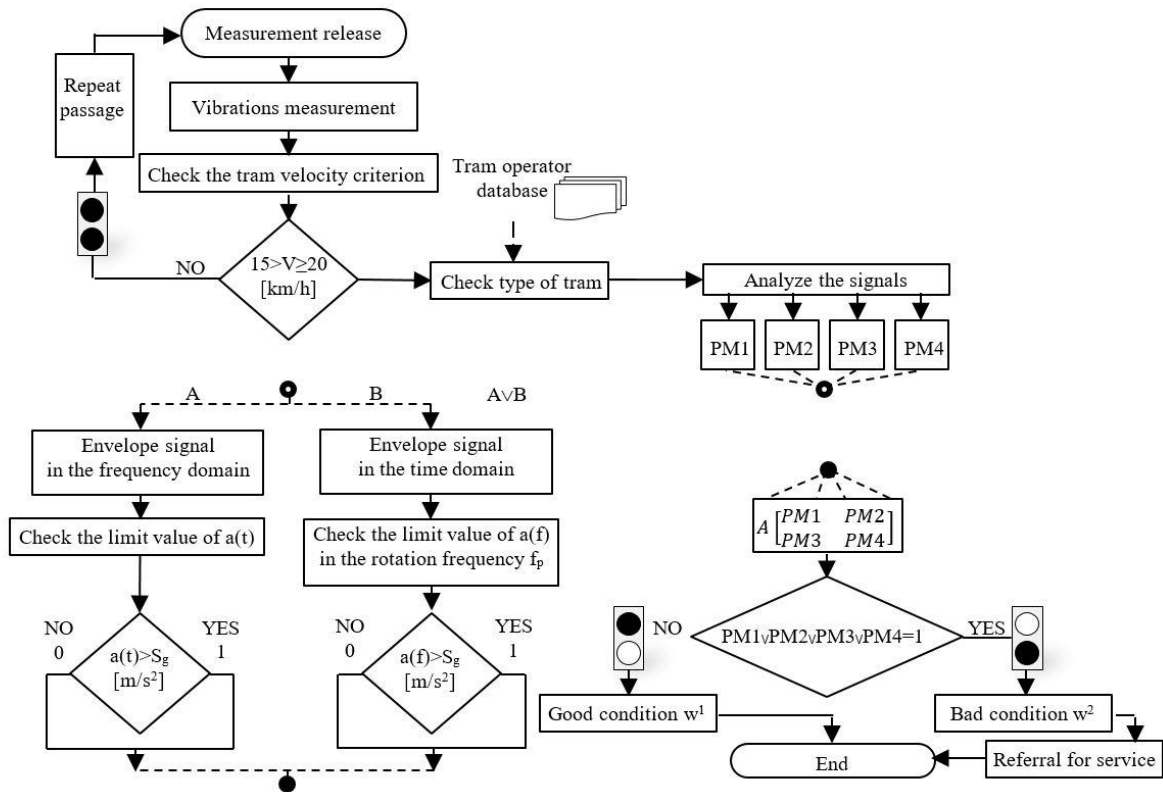 Measurement release
Repeat
passage
Vibrations measurement
Check the tram velocity criterion
Tram operator
database
15>V≥20
[km/h]
NO
Check type of tram
Analyze the signals
PM1
PM2
PM3
PM4
A
B
A∨B
Envelope signal
in the frequency domain
Envelope signal
in the time domain
Check the limit value of a(t)
Check the limit value of a(f)
in the rotation frequency fₚ
NO
0
YES
1
a(t)>S_g
[m/s²]
NO
0
YES
1
a(f)>S_g
[m/s²]
A [PM1 PM2
PM3 PM4]
NO
PM1∨PM2∨PM3∨PM4=1
YES
Good condition w¹
Bad condition w²
End
Referral for service